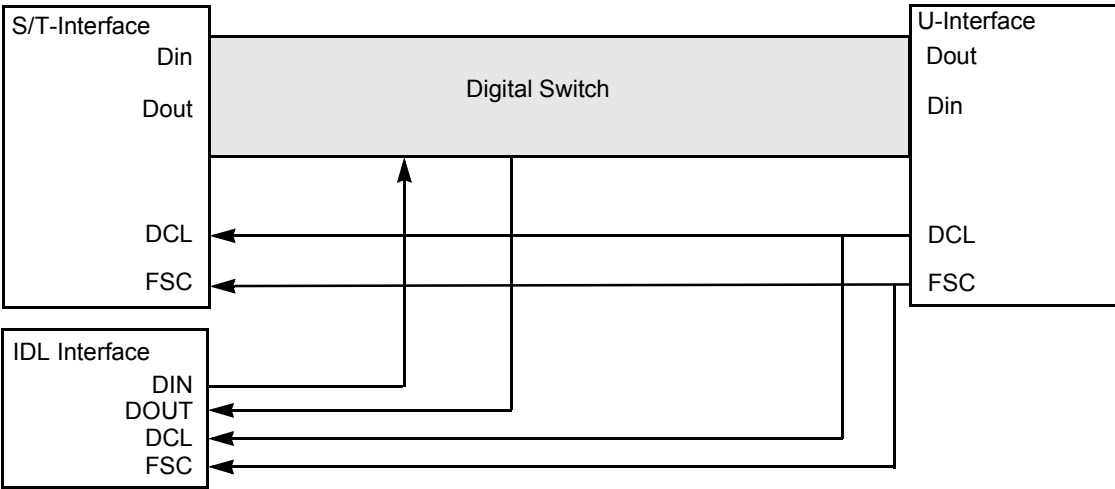 S/T-Interface
Din
Dout
DCL
FSC
Digital Switch
U-Interface
Dout
Din
DCL
FSC
IDL Interface
DIN
DOUT
DCL
FSC